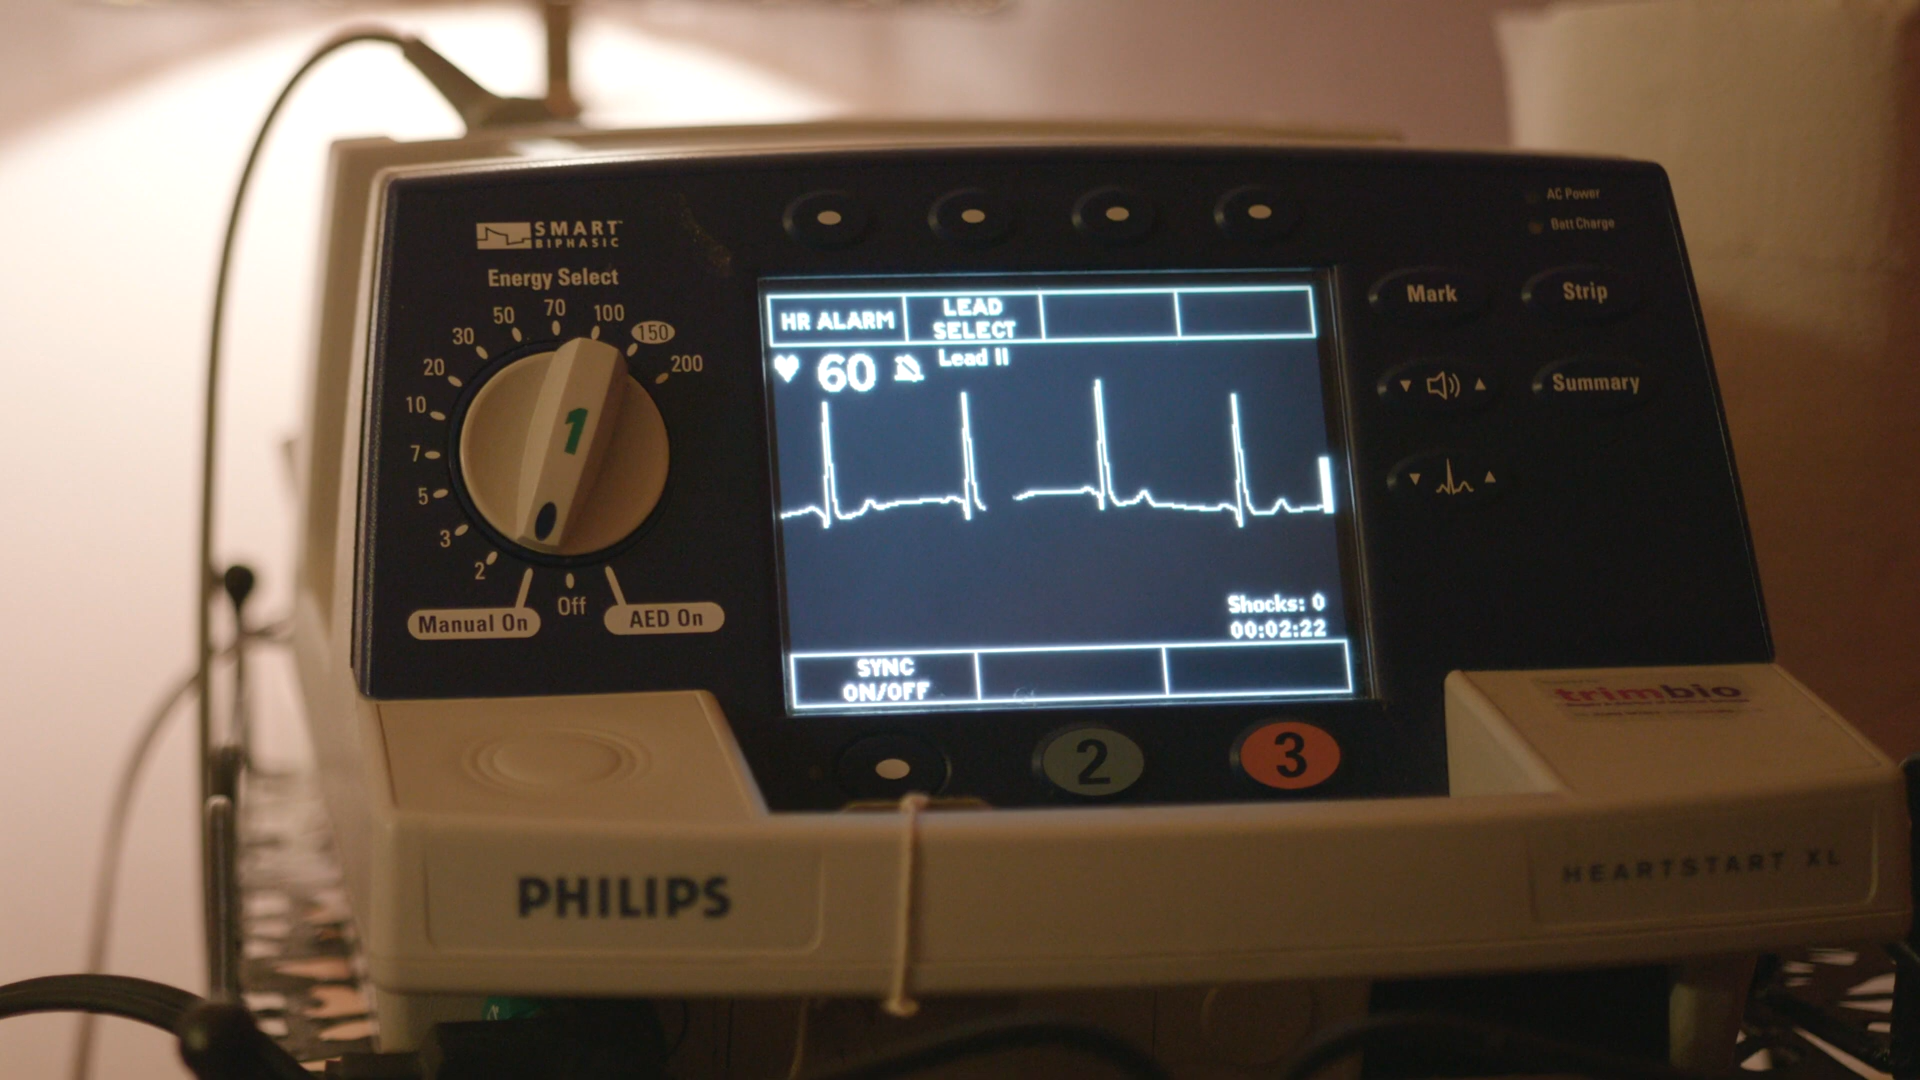 SMART
BIPHASIC
Energy Select
2
3
5
7
10
20
30
50
70
100
150
200
1
Manual On
Off
AED On
HR ALARM
LEAD
SELECT
60
Lead II
Shocks: 0
00:02:22
SYNC
ON/OFF
2
3
AC Power
Batt Charge
Mark
Strip
Summary
trimbio
PHILIPS
HEARTSTART XL